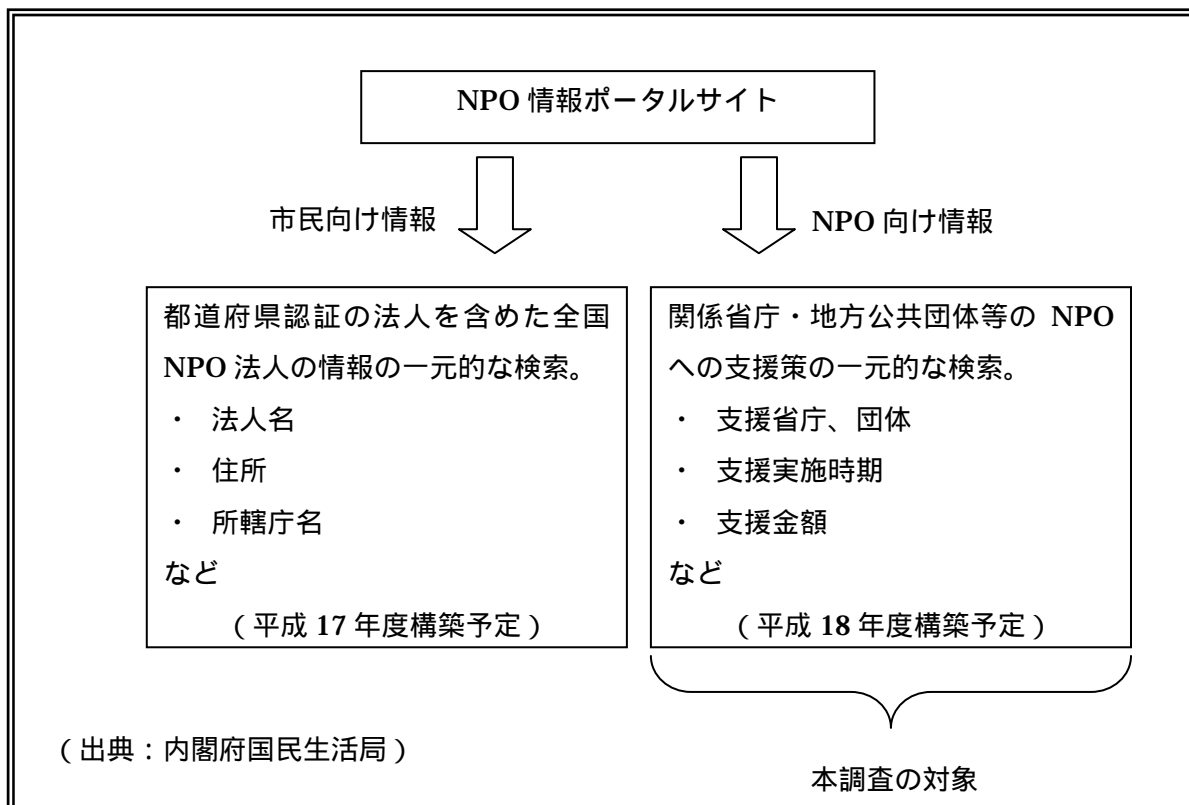 NPO 情報ポータルサイト
市民向け情報
NPO 向け情報
都道府県認証の法人を含めた全国
NPO 法人の情報の一元的な検索。
・ 法人名
・ 住所
・ 所轄庁名
など
（平成 17 年度構築予定）
関係省庁・地方公共団体等の NPO
への支援策の一元的な検索。
・ 支援省庁、団体
・ 支援実施時期
・ 支援金額
など
（平成 18 年度構築予定）
（出典：内閣府国民生活局）
本調査の対象